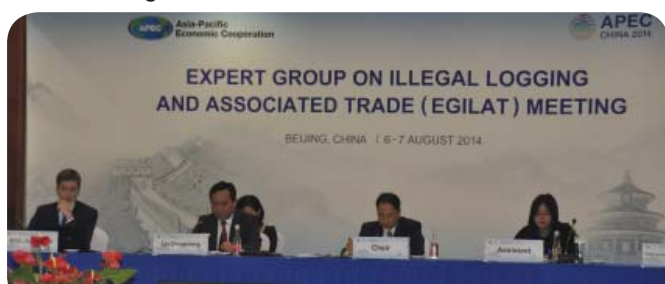 APEC
Asia-Pacific
Economic Cooperation
APEC
CHINA 2014
EXPERT GROUP ON ILLEGAL LOGGING
AND ASSOCIATED TRADE (EGILAT) MEETING
BEIJING, CHINA | 6-7 AUGUST 2014
Chair
Assistant